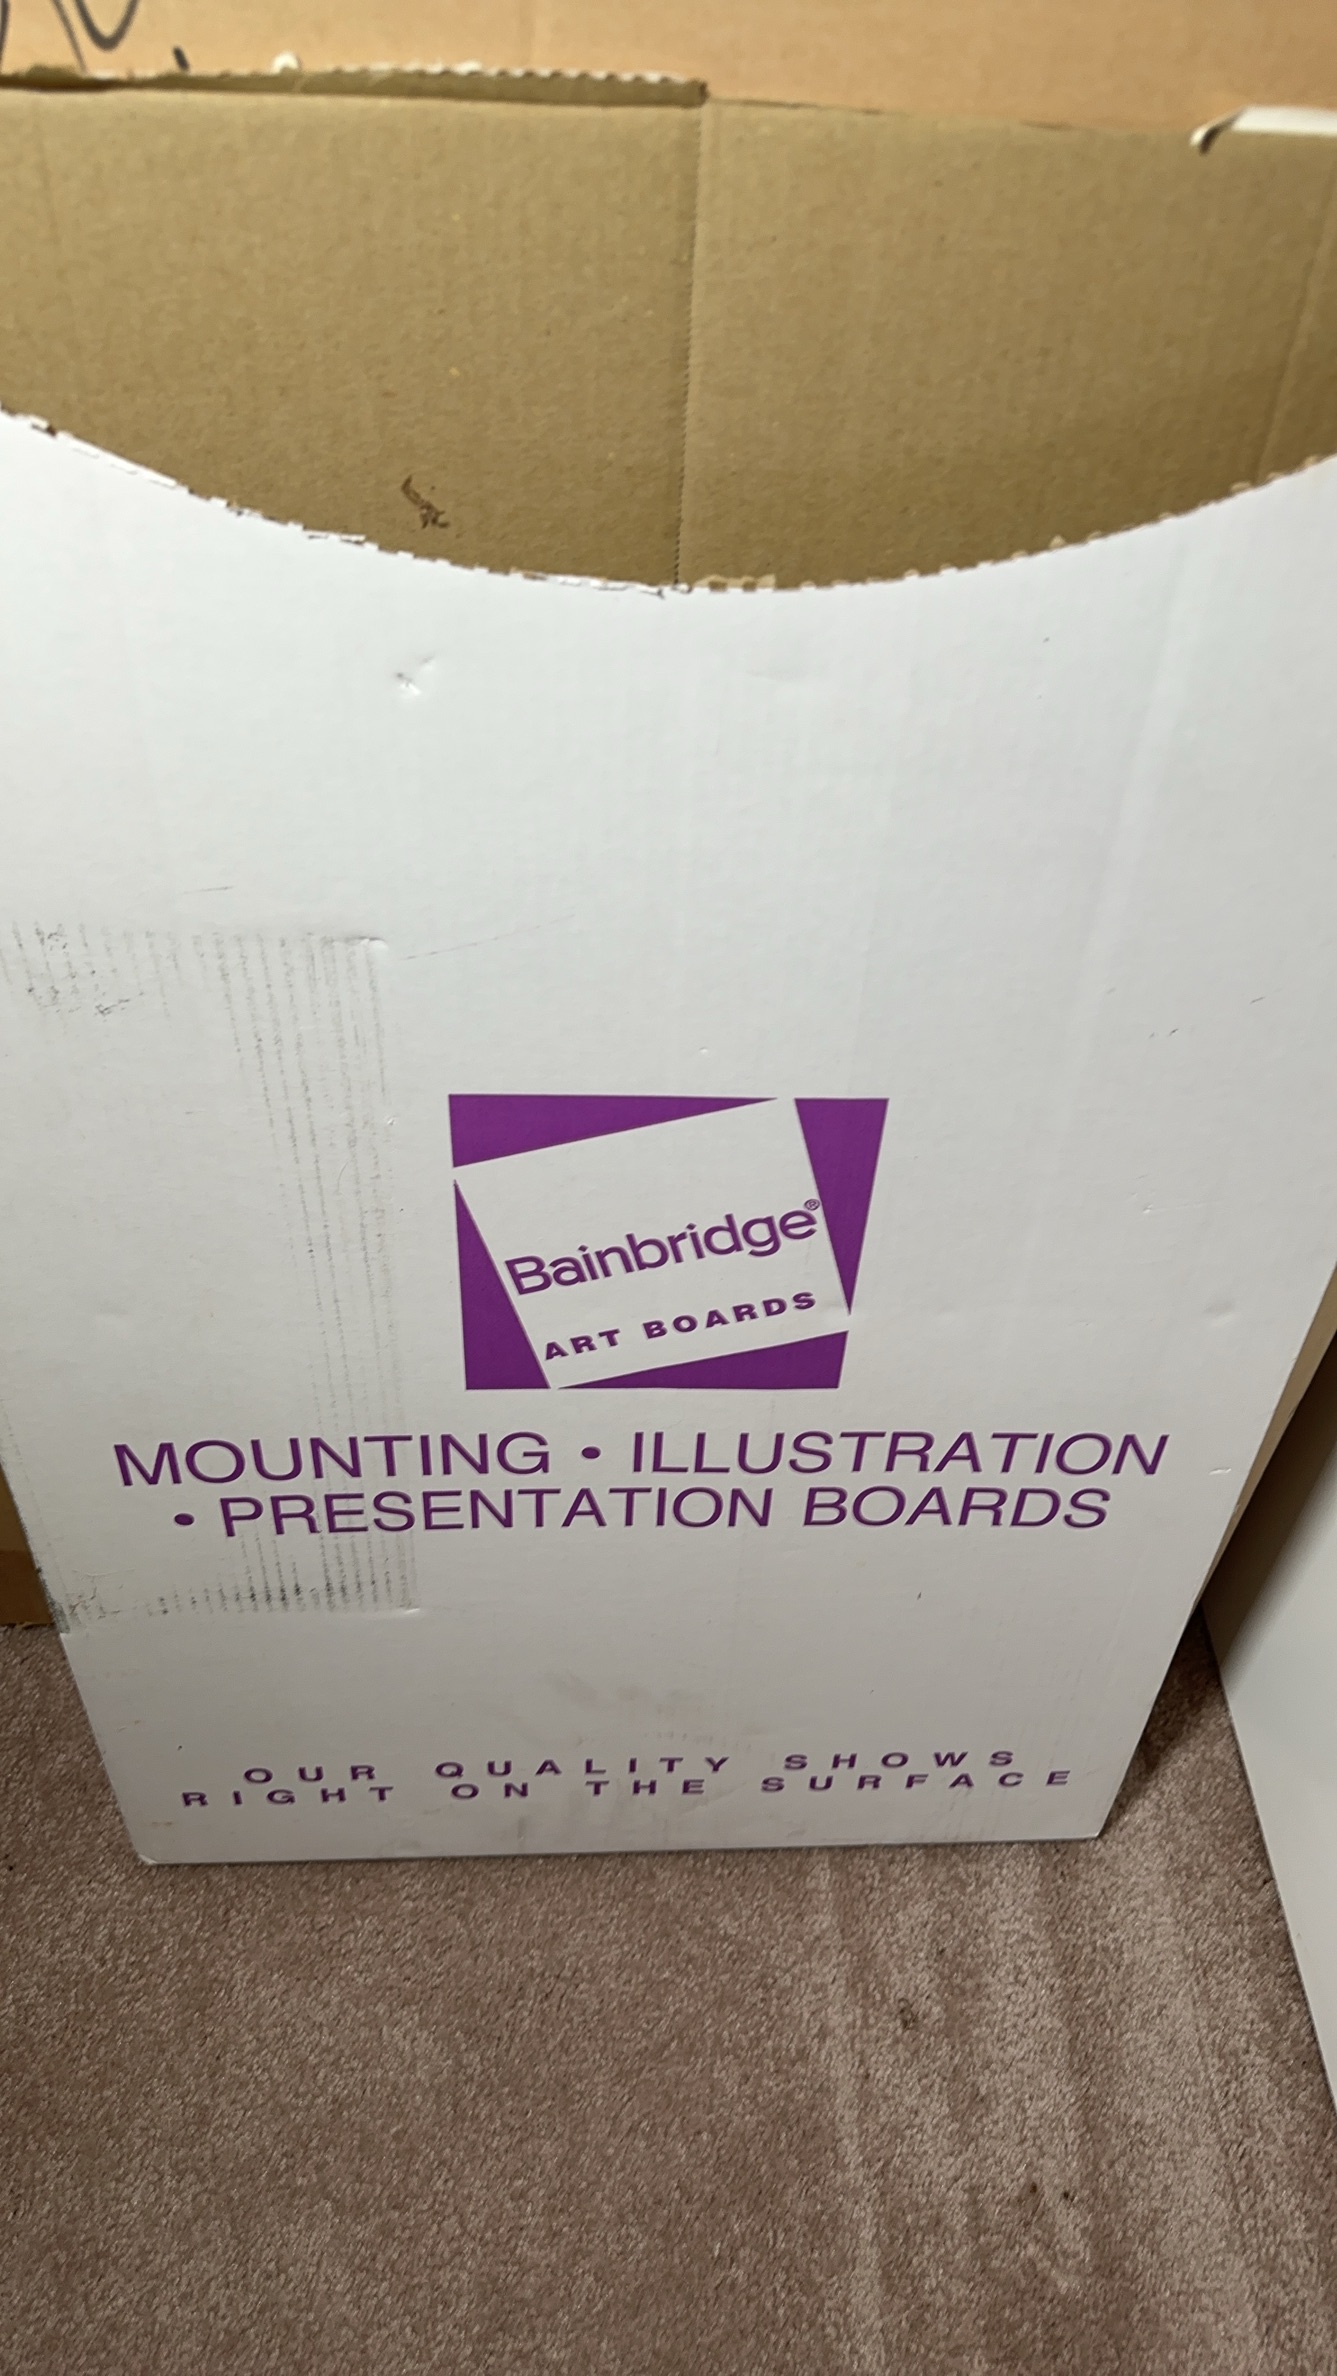 Bainbridge®
ART BOARDS
MOUNTING • ILLUSTRATION
• PRESENTATION BOARDS
OUR QUALITY SHOWS
RIGHT ON THE SURFACE